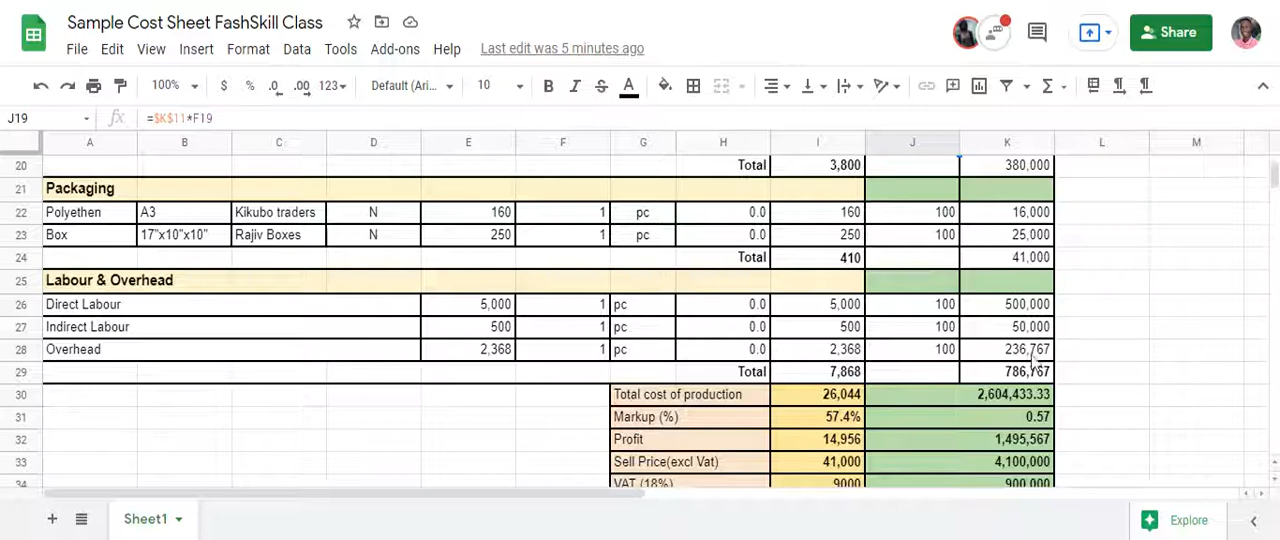 Sample Cost Sheet FashSkill Class
File Edit View Insert Format Data Tools Add-ons Help Last edit was 5 minutes ago
Share
100% $ % .0 .00 123 Default (Ari... 10 B I S A
J19 fx =$K$11*F19
A B C D E F G H I J K L M
20 Total 3,800 380,000
21 Packaging
22 Polyethen A3 Kikubo traders N 160 1 pc 0.0 160 100 16,000
23 Box 17"x10"x10" Rajiv Boxes N 250 1 pc 0.0 250 100 25,000
24 Total 410 41,000
25 Labour & Overhead
26 Direct Labour 5,000 1 pc 0.0 5,000 100 500,000
27 Indirect Labour 500 1 pc 0.0 500 100 50,000
28 Overhead 2,368 1 pc 0.0 2,368 100 236,767
29 Total 7,868 786,767
30 Total cost of production 26,044 2,604,433.33
31 Markup (%) 57.4% 0.57
32 Profit 14,956 1,495,567
33 Sell Price(excl Vat) 41,000 4,100,000
34 VAT (18%) 9000 900,000
Sheet1 Explore